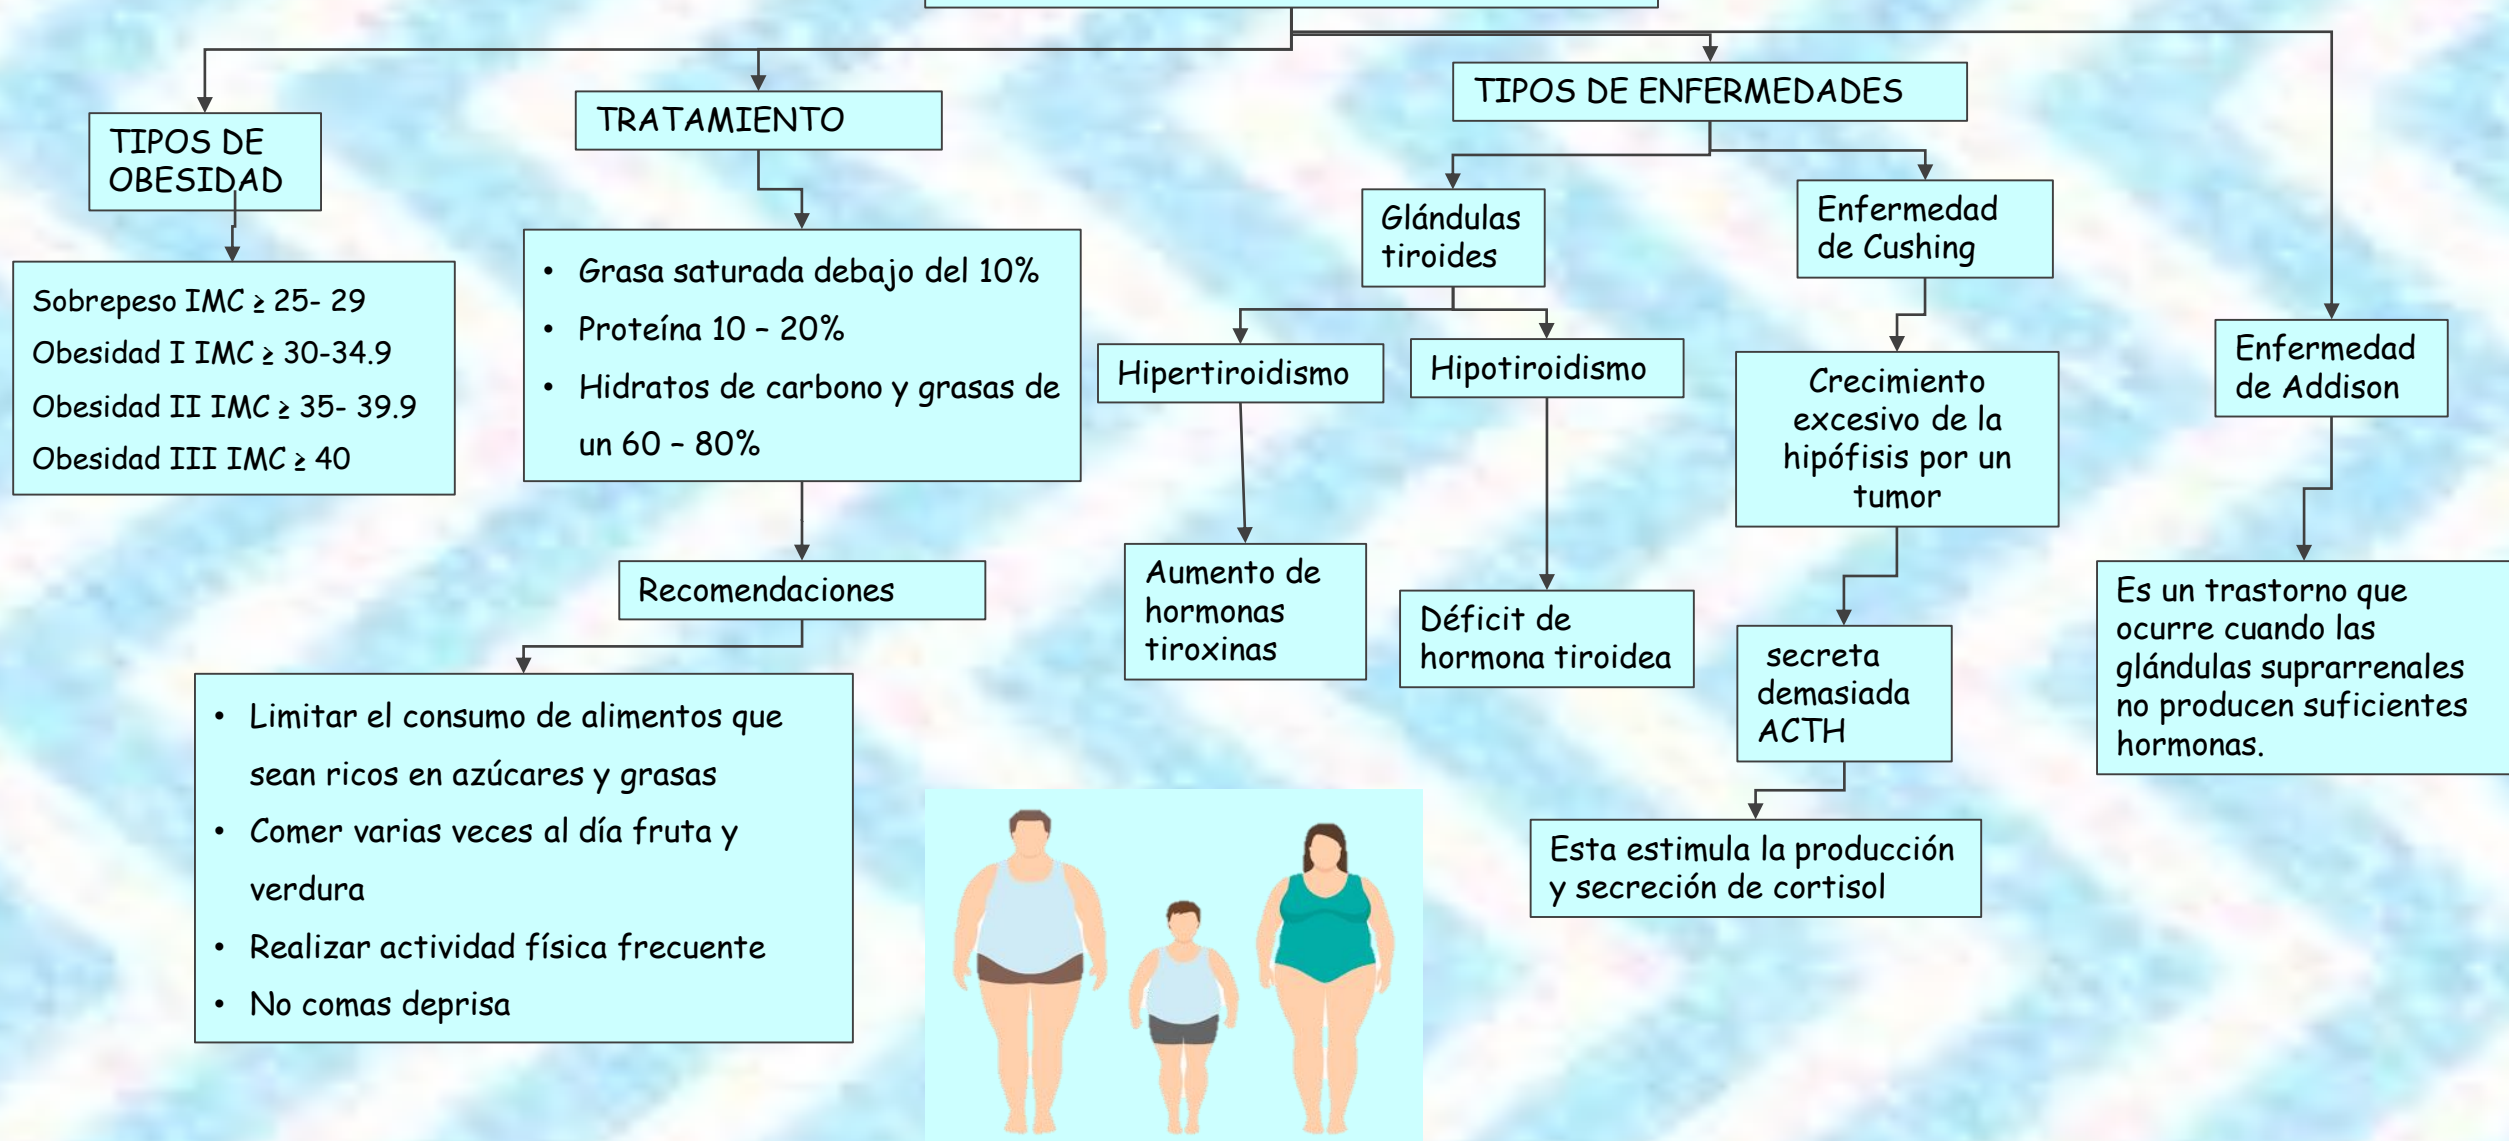 TIPOS DE
OBESIDAD
Sobrepeso IMC ≥ 25- 29
Obesidad I IMC ≥ 30-34.9
Obesidad II IMC ≥ 35- 39.9
Obesidad III IMC ≥ 40
TRATAMIENTO
• Grasa saturada debajo del 10%
• Proteína 10 – 20%
• Hidratos de carbono y grasas de
un 60 – 80%
Recomendaciones
• Limitar el consumo de alimentos que
sean ricos en azúcares y grasas
• Comer varias veces al día fruta y
verdura
• Realizar actividad física frecuente
• No comas deprisa
TIPOS DE ENFERMEDADES
Glándulas
tiroides
Hipertiroidismo
Aumento de
hormonas
tiroxinas
Hipotiroidismo
Déficit de
hormona tiroidea
Enfermedad
de Cushing
Crecimiento
excesivo de la
hipófisis por un
tumor
secreta
demasiada
ACTH
Esta estimula la producción
y secreción de cortisol
Enfermedad
de Addison
Es un trastorno que
ocurre cuando las
glándulas suprarrenales
no producen suficientes
hormonas.